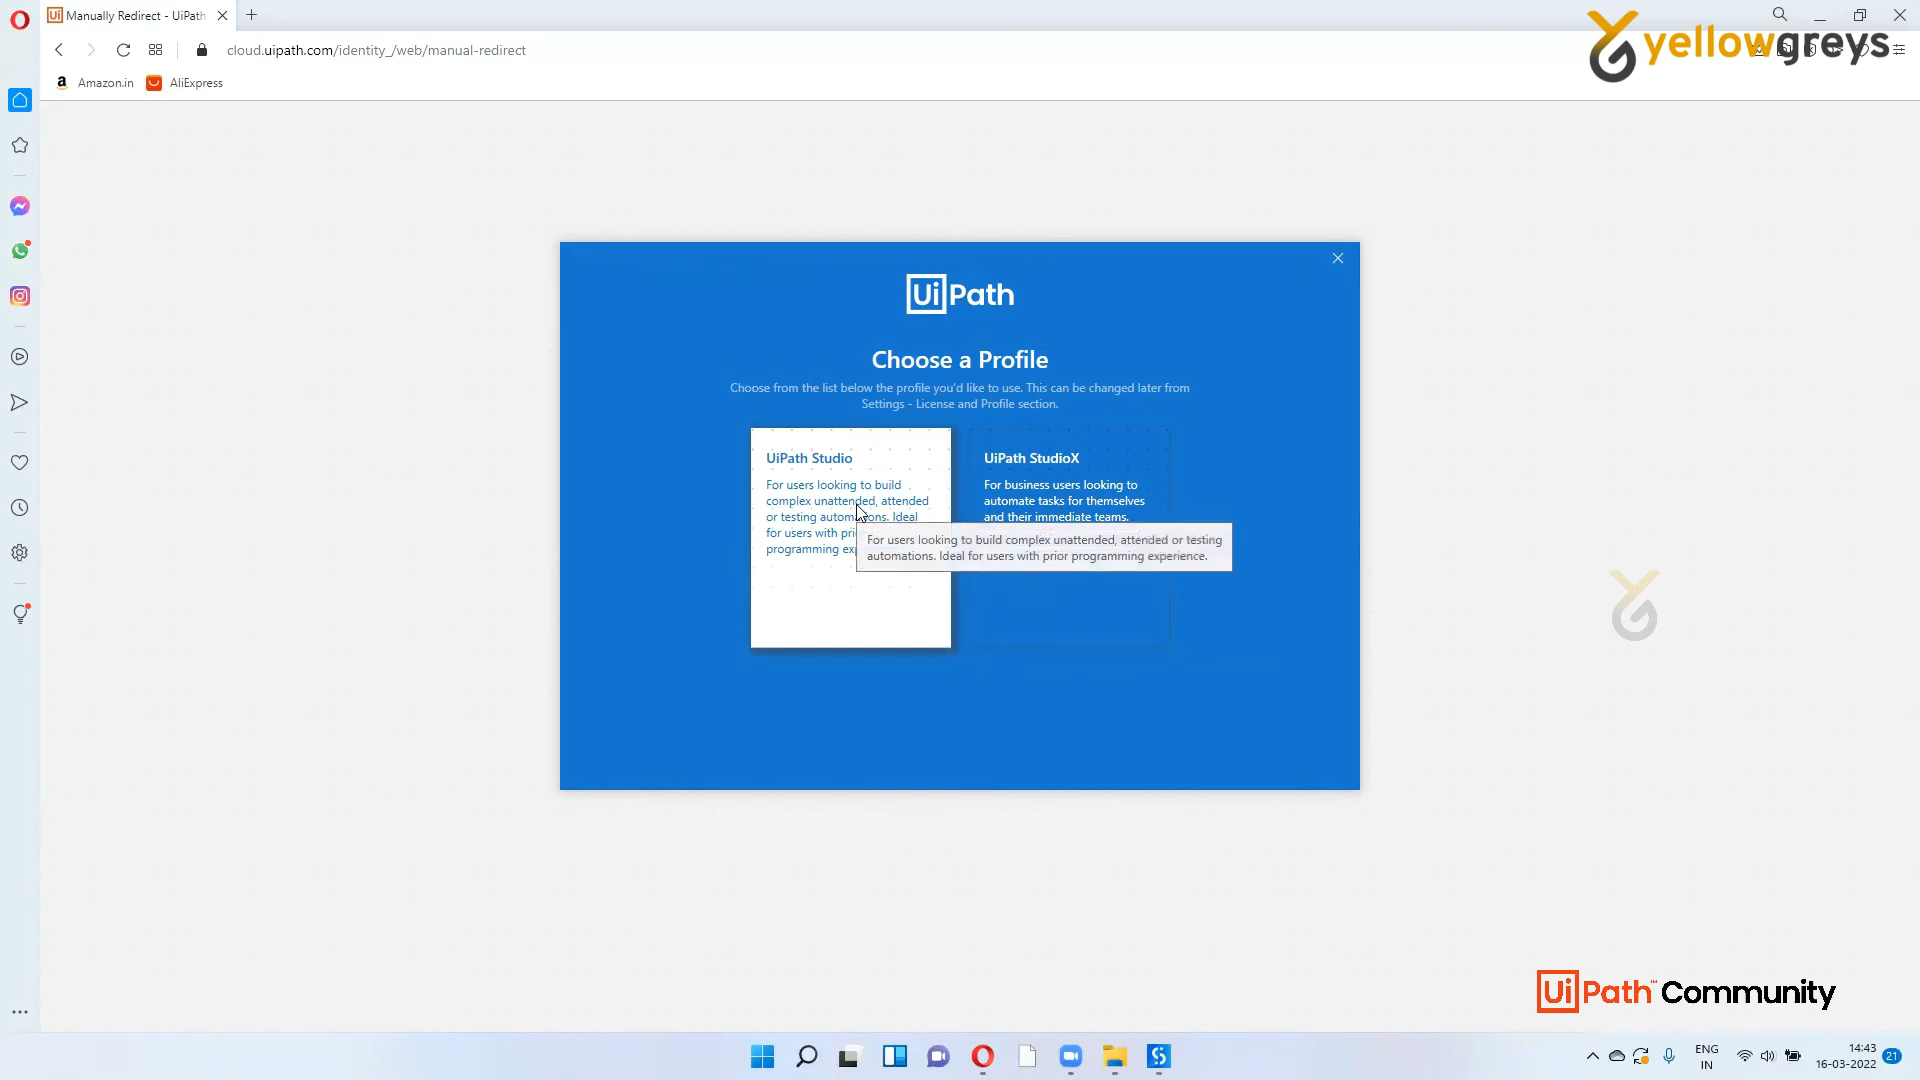 Manually Redirect - UiPath
yellowgreys
cloud.uipath.com/identity_/web/manual-redirect
Amazon.in
AliExpress
UiPath
Choose a Profile
Choose from the list below the profile you'd like to use. This can be changed later from
Settings - License and Profile section.
UiPath Studio
For users looking to build
complex unattended, attended
or testing automations. Ideal
for users with pri
programming exp
UiPath StudioX
For business users looking to
automate tasks for themselves
and their immediate teams.
For users looking to build complex unattended, attended or testing
automations. Ideal for users with prior programming experience.
UiPath™ Community
ENG
IN
14:43
16-03-2022
21